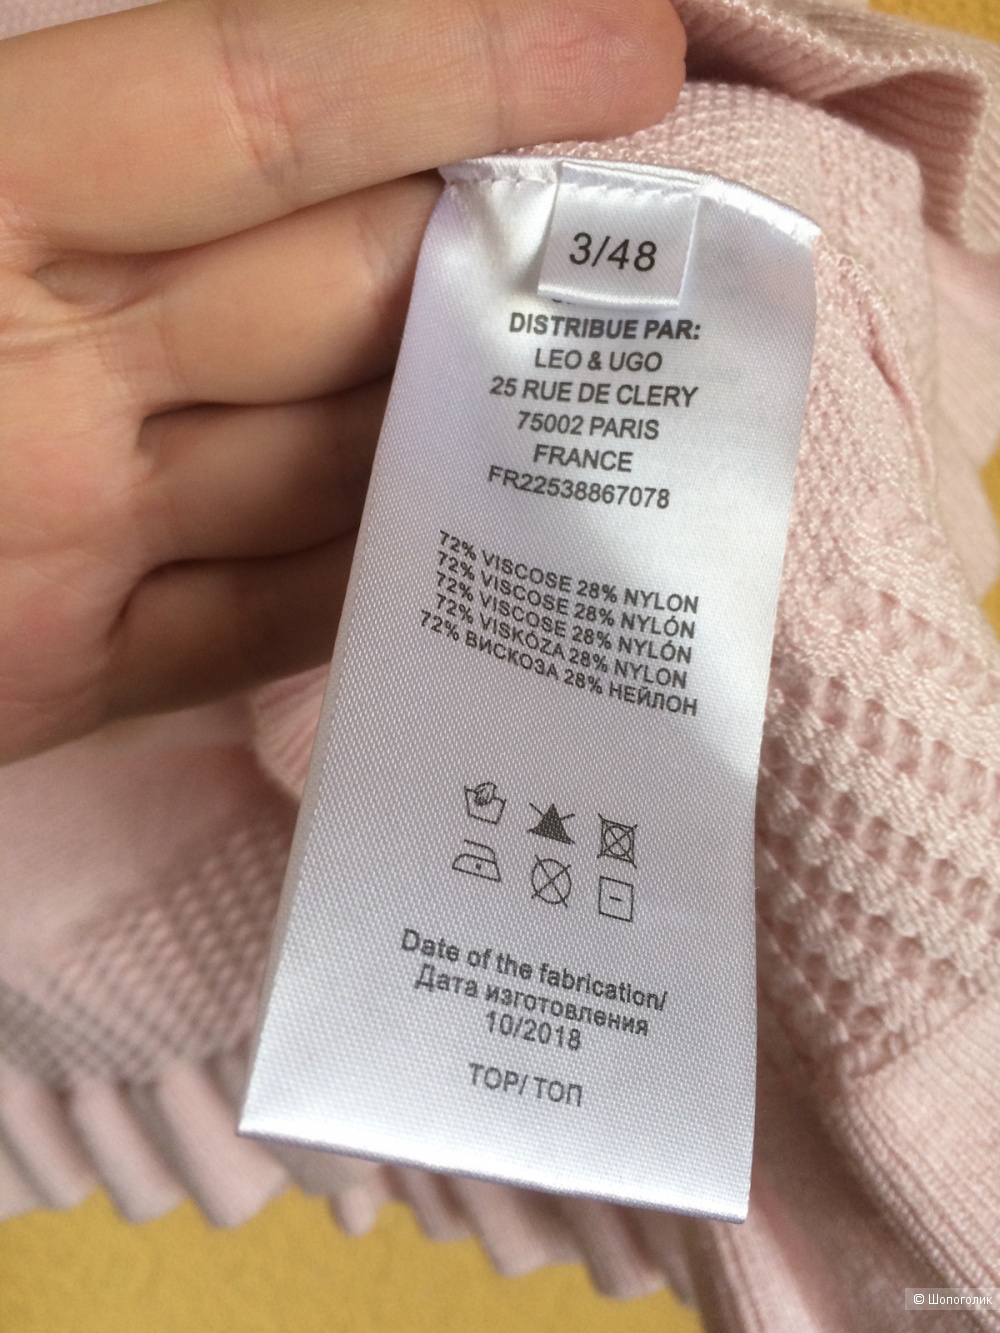 3/48
DISTRIBUE PAR:
LEO & UGO
25 RUE DE CLERY
75002 PARIS
FRANCE
FR22538867078
72% VISCOSE 28% NYLON
72% VISCOSE 28% NYLÓN
72% VISCOSE 28% NYLÓN
72% VISKÓZA 28% NYLON
72% ВИСКОЗА 28% НЕЙЛОН
Date of the fabrication/
Дата изготовления
10/2018
TOP/ ТОП
© Шопоголик